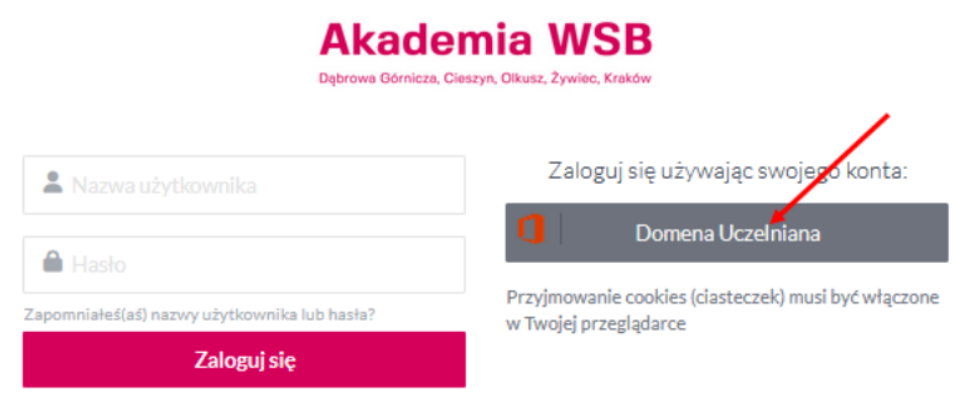 Akademia WSB
Dąbrowa Górnicza, Cieszyn, Olkusz, Żywiec, Kraków
Nazwa użytkownika
Hasło
Zapomniałeś(aś) nazwy użytkownika lub hasła?
Zaloguj się
Zaloguj się używając swojego konta:
Domena Uczelniana
Przyjmowanie cookies (ciasteczek) musi być włączone
w Twojej przeglądarce